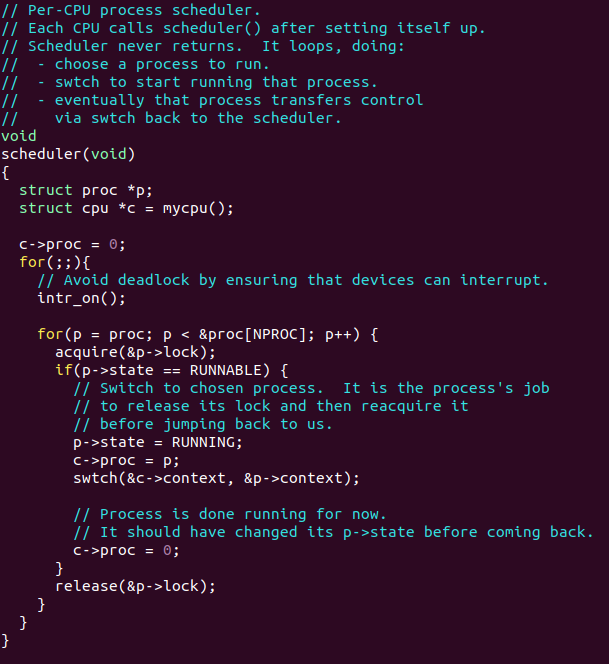 // Per-CPU process scheduler.
// Each CPU calls scheduler() after setting itself up.
// Scheduler never returns.  It loops, doing:
//  - choose a process to run.
//  - swtch to start running that process.
//  - eventually that process transfers control
//    via swtch back to the scheduler.
void
scheduler(void)
{
  struct proc *p;
  struct cpu *c = mycpu();

  c->proc = 0;
  for(;;){
    // Avoid deadlock by ensuring that devices can interrupt.
    intr_on();

    for(p = proc; p < &proc[NPROC]; p++) {
      acquire(&p->lock);
      if(p->state == RUNNABLE) {
        // Switch to chosen process.  It is the process's job
        // to release its lock and then reacquire it
        // before jumping back to us.
        p->state = RUNNING;
        c->proc = p;
        swtch(&c->context, &p->context);

        // Process is done running for now.
        // It should have changed its p->state before coming back.
        c->proc = 0;
      }
      release(&p->lock);
    }
  }
}